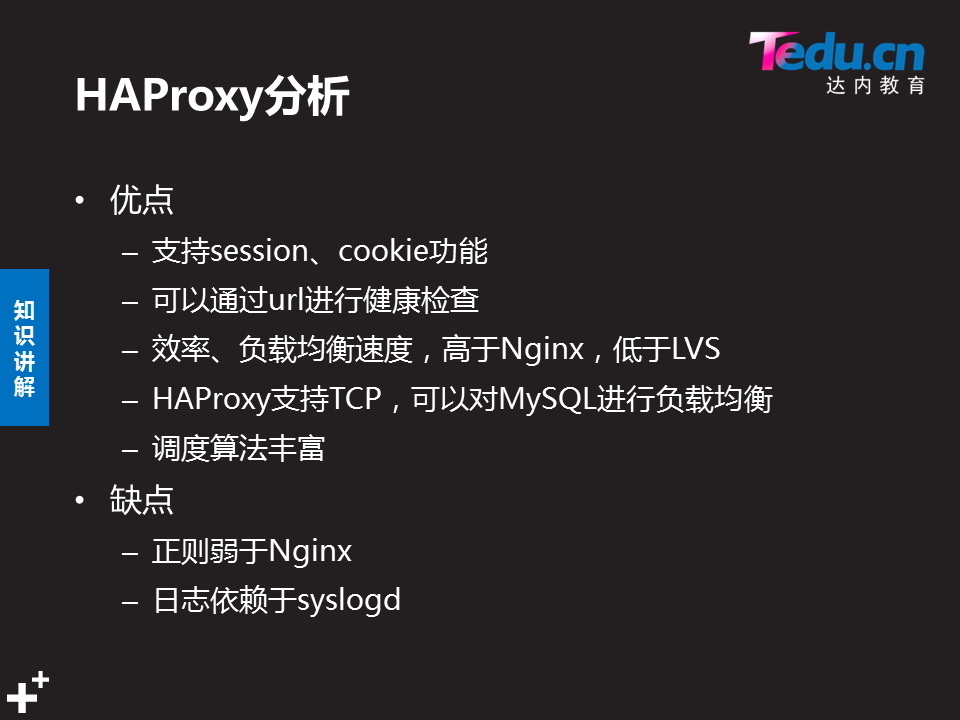 Tedu.cn
达内教育
HAProxy分析
• 优点
– 支持session、cookie功能
– 可以通过url进行健康检查
– 效率、负载均衡速度，高于Nginx，低于LVS
– HAProxy支持TCP，可以对MySQL进行负载均衡
– 调度算法丰富
• 缺点
– 正则弱于Nginx
– 日志依赖于syslogd
知
识
讲
解